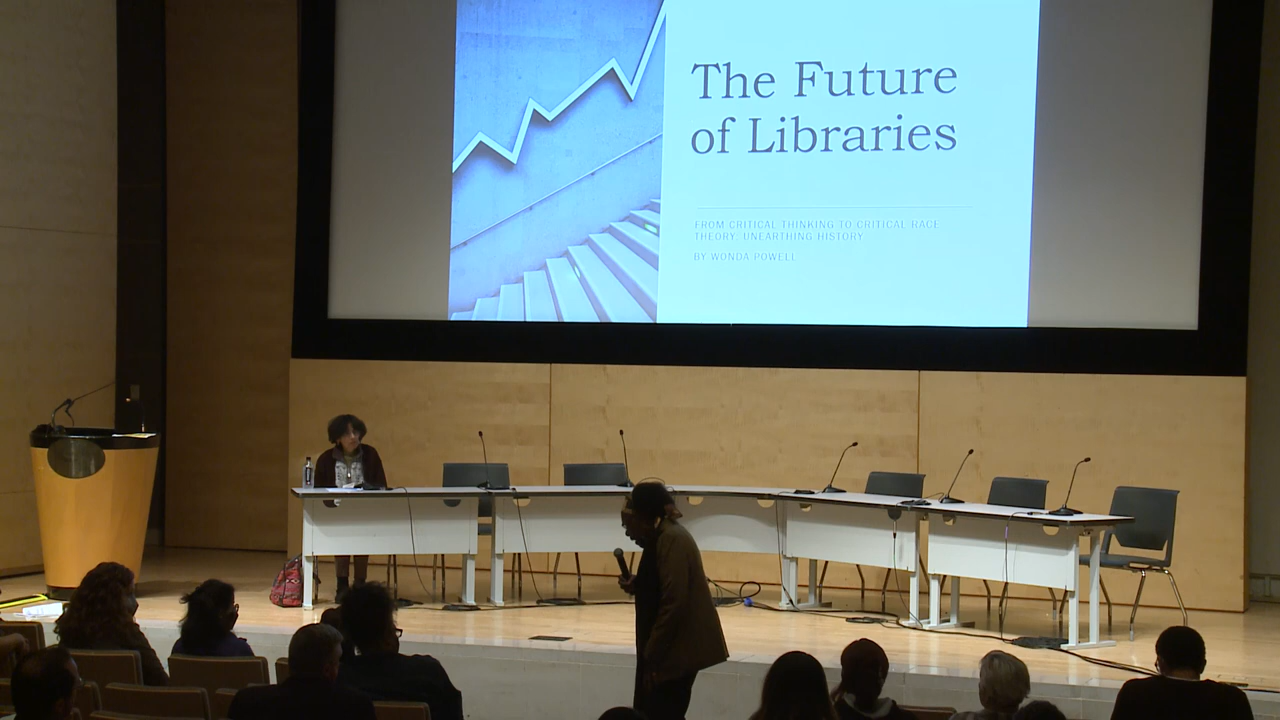 The Future
of Libraries
FROM CRITICAL THINKING TO CRITICAL RACE
THEORY: UNEARTHING HISTORY
BY WONDA POWELL